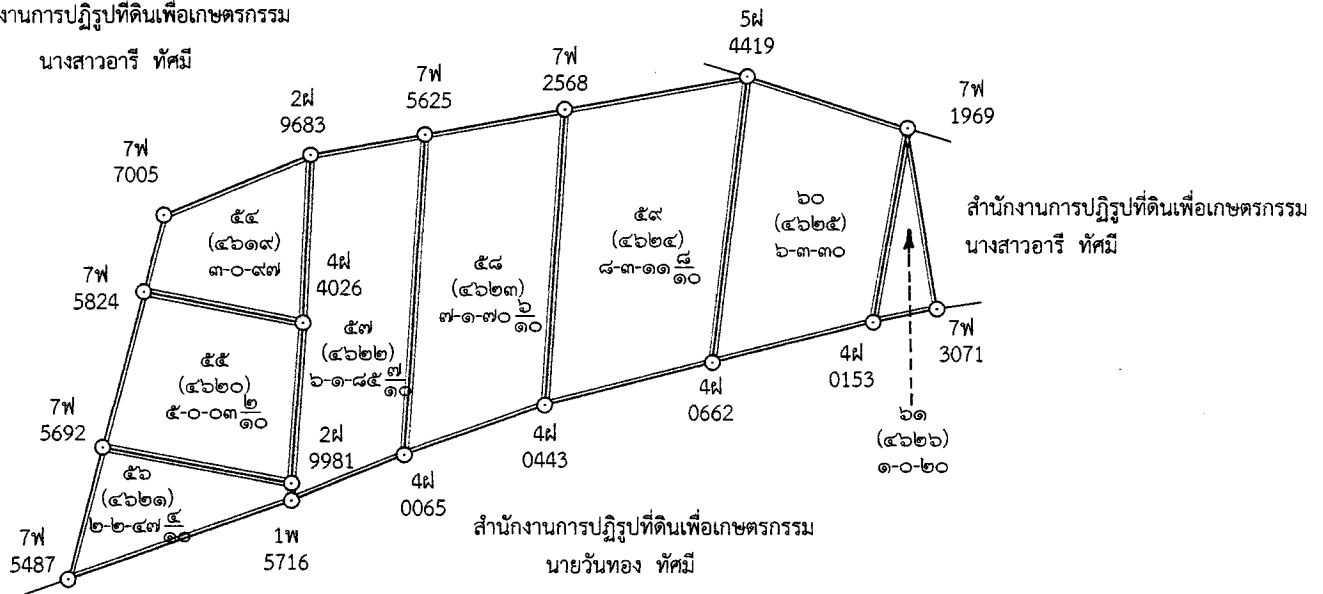 งานการปฏิรูปที่ดินเพื่อเกษตรกรรม
นางสาวอารี ทัศมี
5ฝ
4419
7ฟ
2568
7ฟ
5625
7ฟ
1969
2ฝ
9683
7ฟ
7005
๕๔
(๔๖๑๙)
๓-๐-๙๗
๕๙
(๔๖๒๔)
๘-๓-๑๑ ๘/๑๐
๖๐
(๔๖๒๕)
๖-๓-๓๐
สำนักงานการปฏิรูปที่ดินเพื่อเกษตรกรรม
นางสาวอารี ทัศมี
7ฟ
5824
4ฝ
4026
๕๘
(๔๖๒๓)
๗-๑-๗๐ ๖/๑๐
๕๗
(๔๖๒๒)
๖-๑-๘๕ ๗/๑๐
๕๕
(๔๖๒๐)
๕-๐-๐๓ ๒/๑๐
7ฟ
3071
4ฝ
0153
4ฝ
0662
7ฟ
5692
2ฝ
9981
4ฝ
0443
๖๑
(๔๖๒๖)
๑-๐-๒๐
๕๖
(๔๖๒๑)
๒-๒-๔๗ ๔/๑๐
4ฝ
0065
7ฟ
5487
1พ
5716
สำนักงานการปฏิรูปที่ดินเพื่อเกษตรกรรม
นายวันทอง ทัศมี